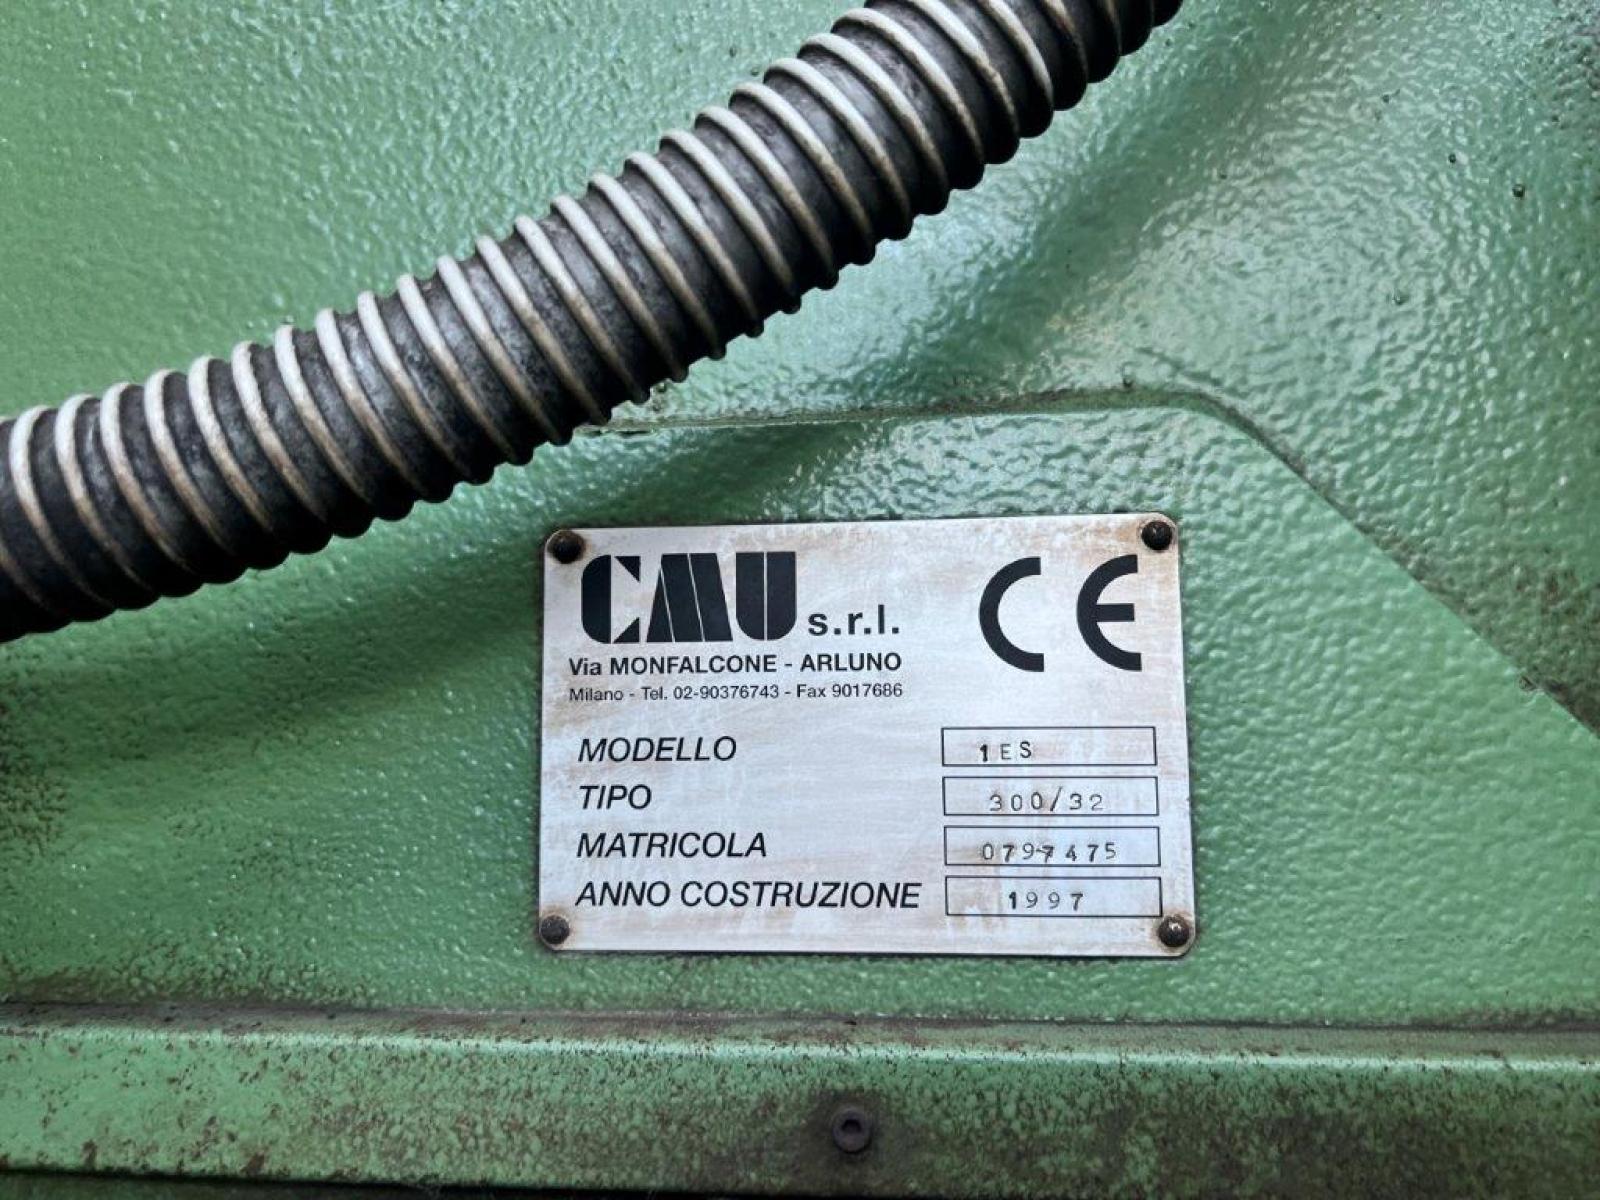 CMU s.r.l. CE
Via MONFALCONE - ARLUNO
Milano - Tel. 02-90376743 - Fax 9017686
MODELLO 1ES
TIPO 300/32
MATRICOLA 0797475
ANNO COSTRUZIONE 1997